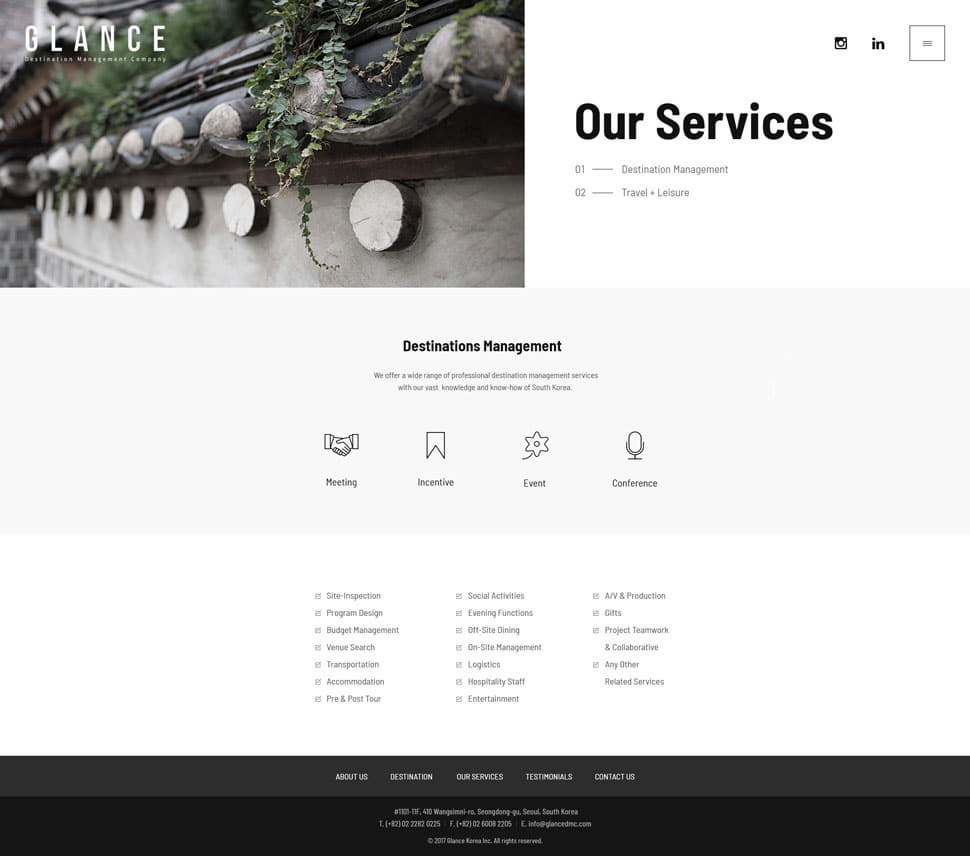 GLANCE
Destination Management Company
Our Services
01 Destination Management
02 Travel + Leisure
Destinations Management
We offer a wide range of professional destination management services
with our vast knowledge and know-how of South Korea.
Meeting
Incentive
Event
Conference
Site-Inspection
Program Design
Budget Management
Venue Search
Transportation
Accommodation
Pre & Post Tour
Social Activities
Evening Functions
Off-Site Dining
On-Site Management
Logistics
Hospitality Staff
Entertainment
A/V & Production
Gifts
Project Teamwork
& Collaborative
Any Other
Related Services
ABOUT US DESTINATION OUR SERVICES TESTIMONIALS CONTACT US
#1101-11F, 410 Wangsimni-ro, Seongdong-gu, Seoul, South Korea
T. (+82) 02 2282 0225 F. (+82) 02 6008 2205 E. info@glancedmc.com
© 2017 Glance Korea Inc. All rights reserved.